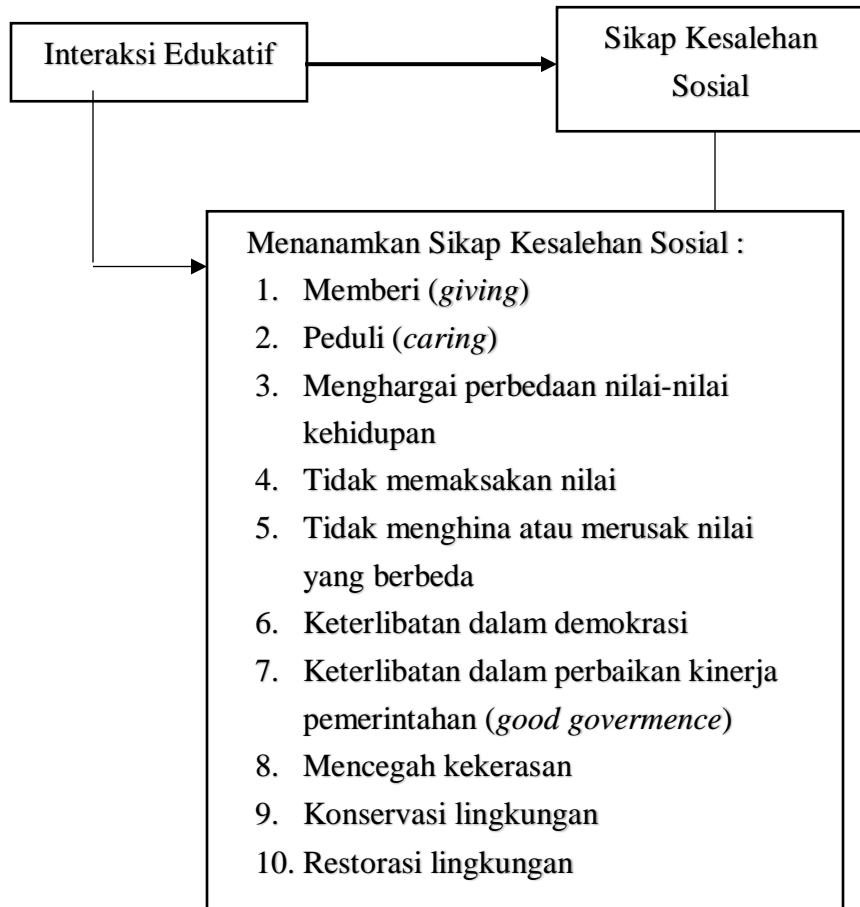 Interaksi Edukatif
Sikap Kesalehan
Sosial
Menanamkan Sikap Kesalehan Sosial :
1. Memberi (giving)
2. Peduli (caring)
3. Menghargai perbedaan nilai-nilai
kehidupan
4. Tidak memaksakan nilai
5. Tidak menghina atau merusak nilai
yang berbeda
6. Keterlibatan dalam demokrasi
7. Keterlibatan dalam perbaikan kinerja
pemerintahan (good govermence)
8. Mencegah kekerasan
9. Konservasi lingkungan
10. Restorasi lingkungan